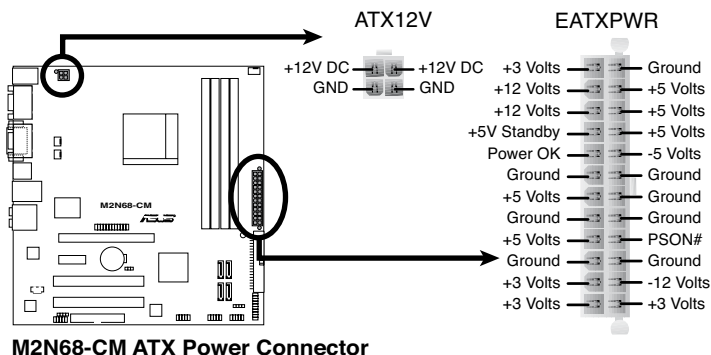 ATX12V
EATXPWR
+12V DC +12V DC
GND GND
+3 Volts Ground
+12 Volts +5 Volts
+12 Volts +5 Volts
+5V Standby +5 Volts
Power OK -5 Volts
Ground Ground
+5 Volts Ground
Ground Ground
+5 Volts PSON#
Ground Ground
+3 Volts -12 Volts
+3 Volts +3 Volts
M2N68-CM
ASUS
M2N68-CM ATX Power Connector